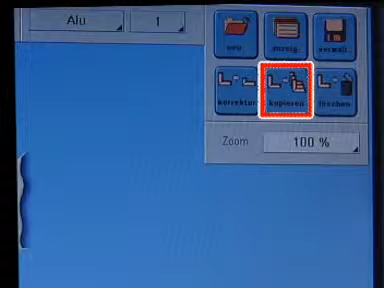 Alu 1
neu anzeig. verwalt.
korrektur kopieren löschen
Zoom 100 %